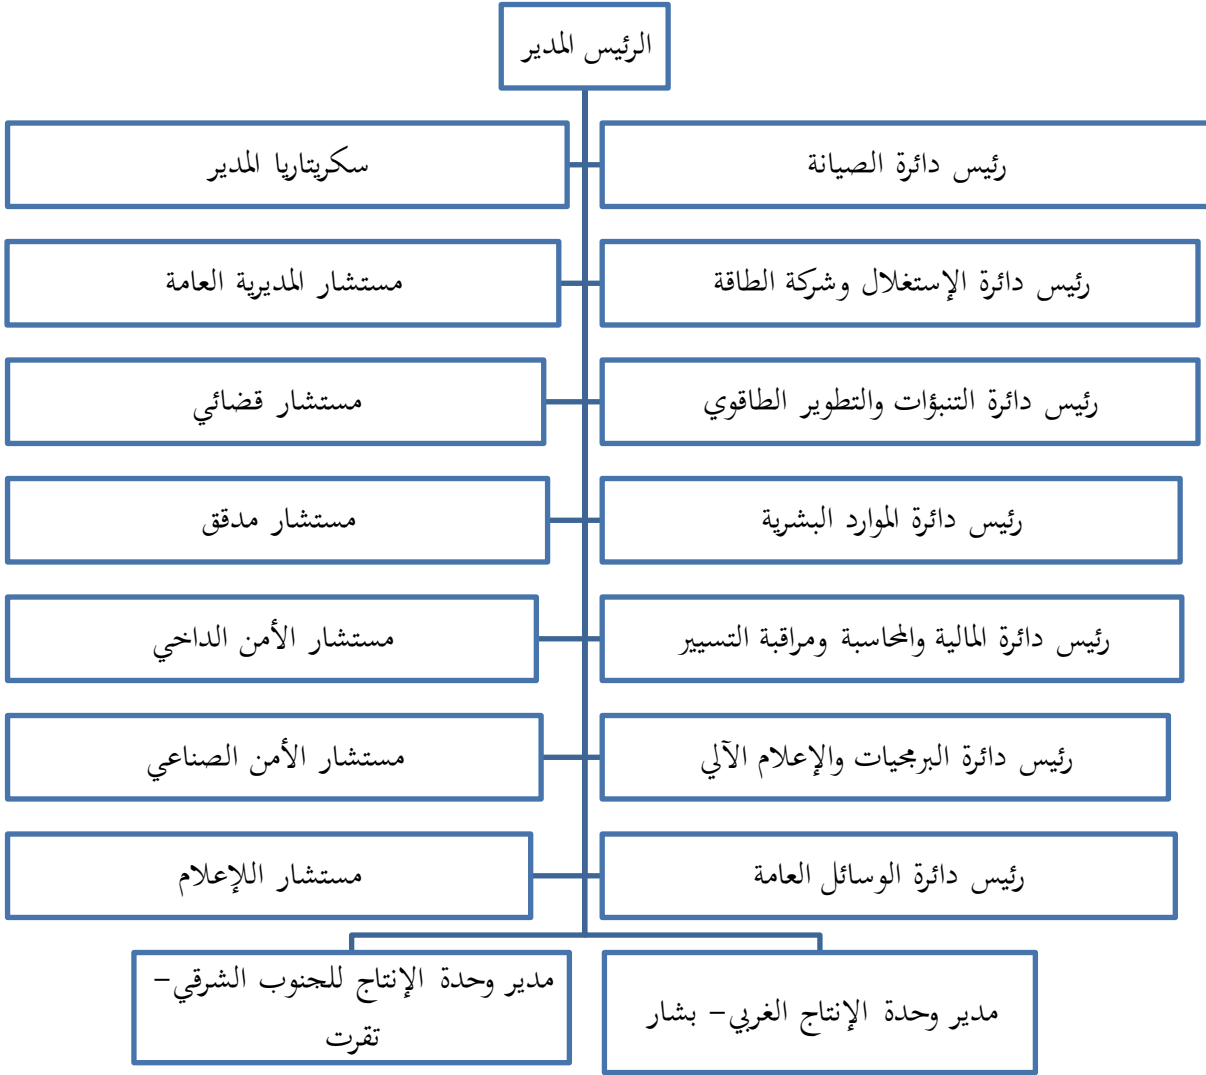 الرئيس المدير
رئيس دائرة الصيانة
سكريتاريا المدير
رئيس دائرة الإستغلال وشركة الطاقة
مستشار المديرية العامة
رئيس دائرة التنبؤات والتطوير الطاقوي
مستشار قضائي
رئيس دائرة الموارد البشرية
مستشار مدقق
رئيس دائرة المالية والمحاسبة ومراقبة التسيير
مستشار الأمن الداخي
رئيس دائرة البرمجيات والإعلام الآلي
مستشار الأمن الصناعي
رئيس دائرة الوسائل العامة
مستشار اللإعلام
مدير وحدة الإنتاج الغربي– بشار
مدير وحدة الإنتاج للجنوب الشرقي–
تقرت